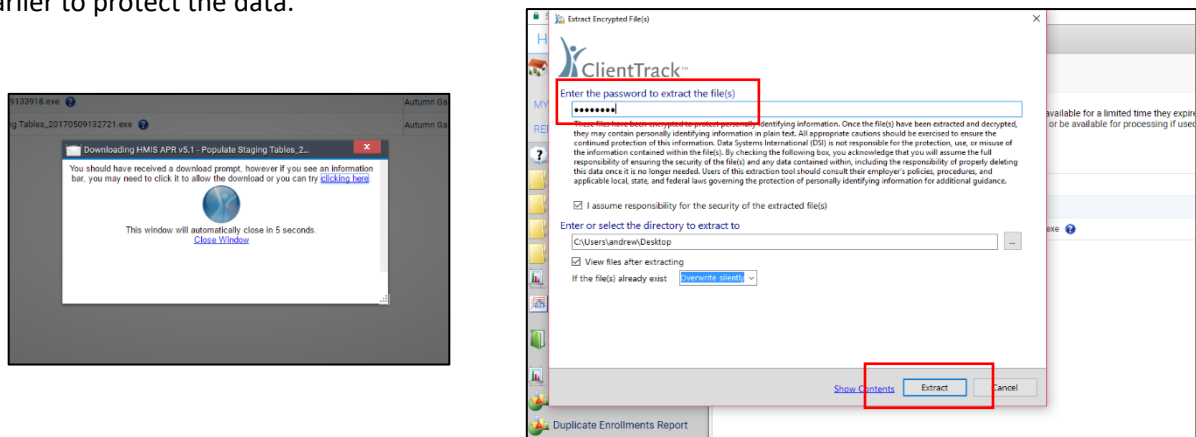 arlier to protect the data.
9133918.exe
Autumn Ga
ng Tables_20170509132721.exe
Autumn Ga
Downloading HMIS APR v5.1 - Populate Staging Tables_2...
You should have received a download prompt, however if you see an information
bar, you may need to click it to allow the download or you can try clicking here.
This window will automatically close in 5 seconds.
Close Window
Extract Encrypted File(s)
ClientTrack
Enter the password to extract the file(s)
These files have been encrypted to protect personally identifying information. Once the file(s) have been extracted and decrypted,
they may contain personally identifying information in plain text. All appropriate cautions should be exercised to ensure the
continued protection of this information. Data Systems International (DSI) is not responsible for the protection, use, or misuse of
the information contained within the file(s). By checking the following box, you acknowledge that you will assume the full
responsibility of ensuring the security of the file(s) and any data contained within, including the responsibility of properly deleting
this data once it is no longer needed. Users of this extraction tool should consult their employer's policies, procedures, and
applicable local, state, and federal laws governing the protection of personally identifying information for additional guidance.
I assume responsibility for the security of the extracted file(s)
Enter or select the directory to extract to
C:\Users\andrew\Desktop
...
View files after extracting
If the file(s) already exist Overwrite silently
Show Contents Extract Cancel
H
MY
RE
available for a limited time they expire
or be available for processing if used
exe
Duplicate Enrollments Report